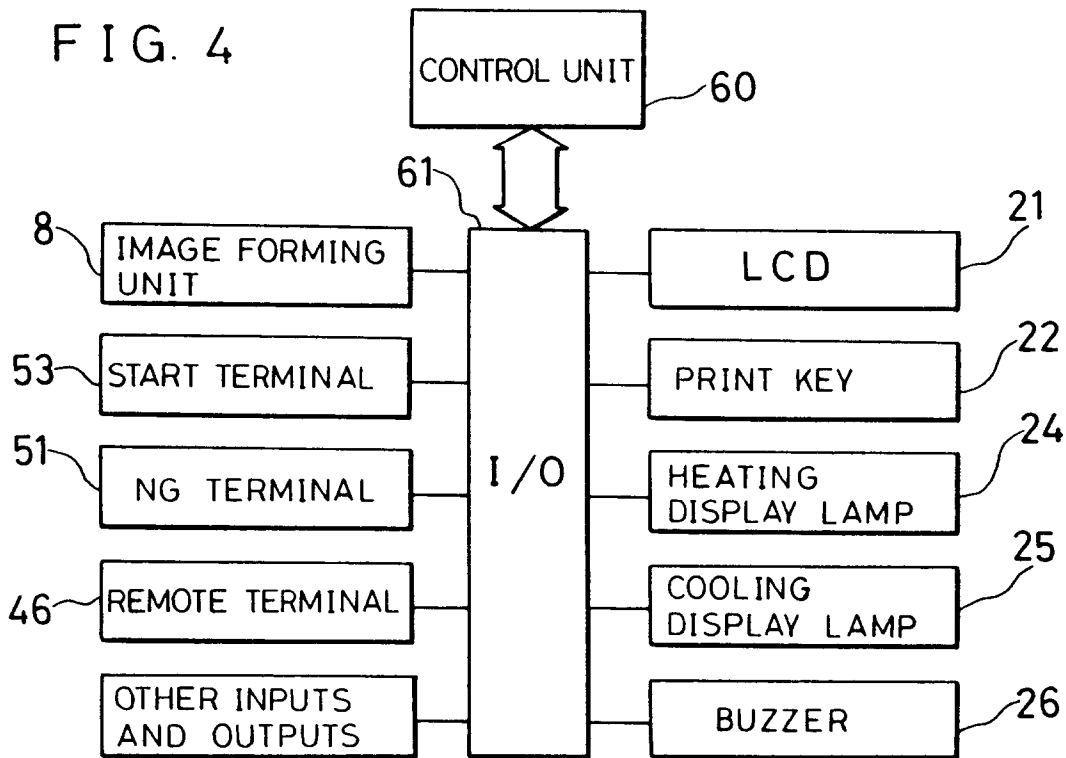 FIG. 4
CONTROL UNIT
60
61
8
IMAGE FORMING
UNIT
53
START TERMINAL
51
NG TERMINAL
46
REMOTE TERMINAL
OTHER INPUTS
AND OUTPUTS
I/O
21
LCD
22
PRINT KEY
24
HEATING
DISPLAY LAMP
25
COOLING
DISPLAY LAMP
26
BUZZER